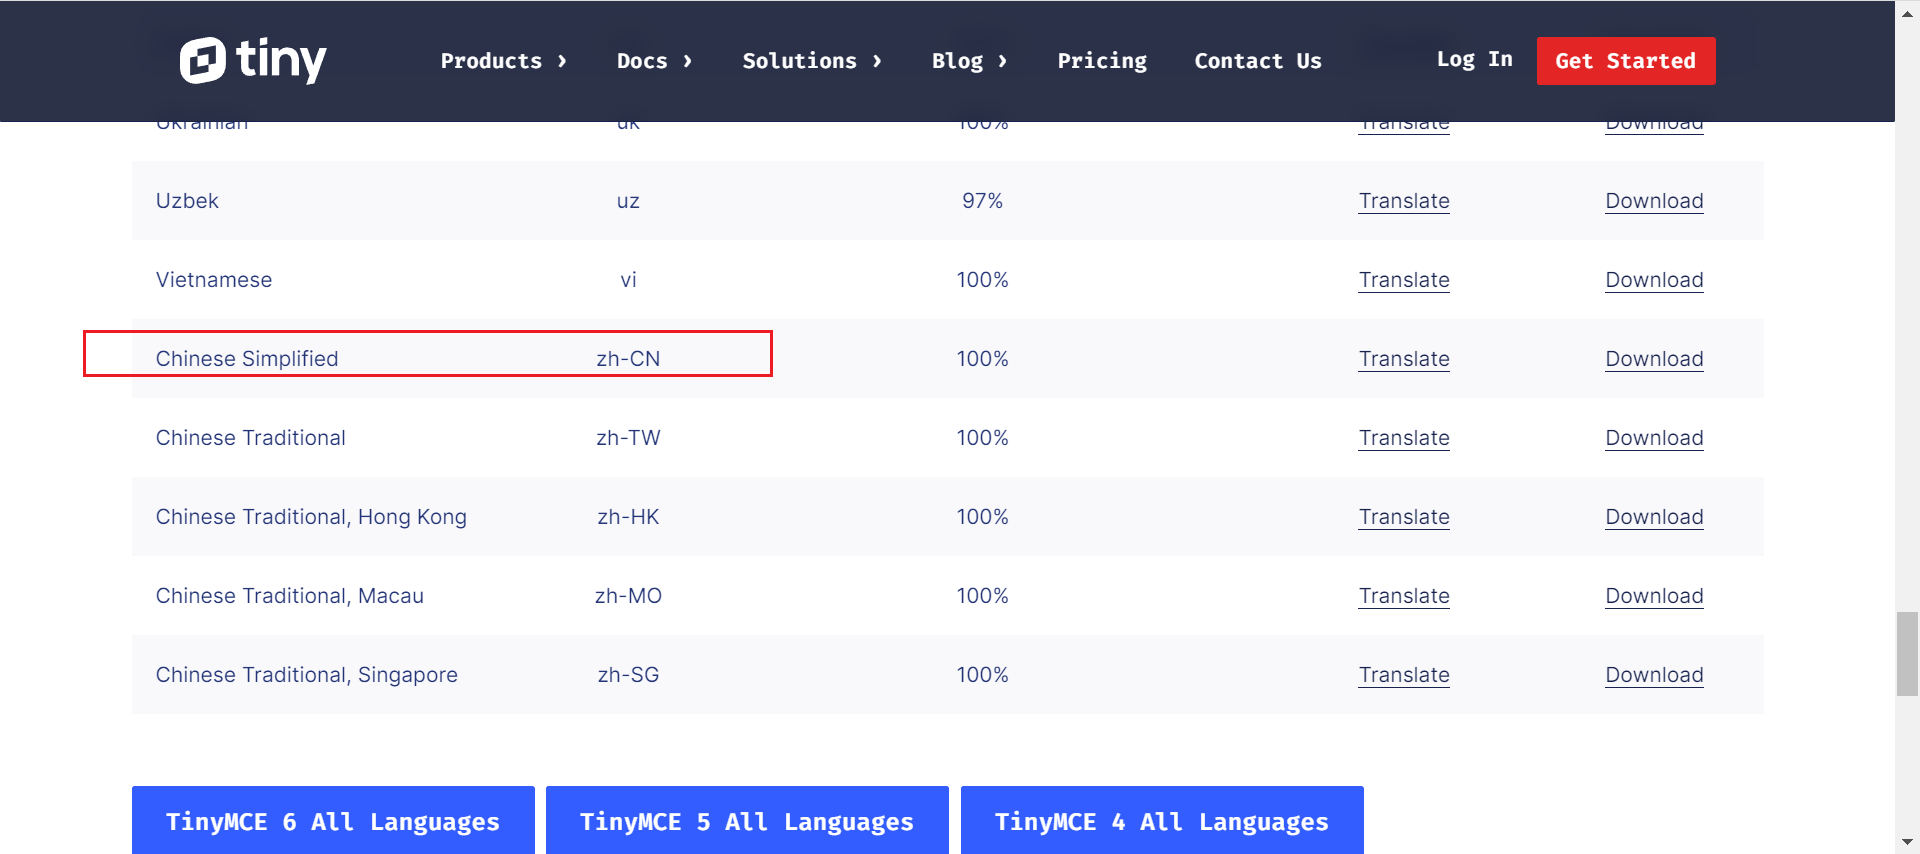 tiny Products › Docs › Solutions › Blog › Pricing Contact Us Log In Get Started
Ukrainian uk 100% Translate Download
Uzbek uz 97% Translate Download
Vietnamese vi 100% Translate Download
Chinese Simplified zh-CN 100% Translate Download
Chinese Traditional zh-TW 100% Translate Download
Chinese Traditional, Hong Kong zh-HK 100% Translate Download
Chinese Traditional, Macau zh-MO 100% Translate Download
Chinese Traditional, Singapore zh-SG 100% Translate Download
TinyMCE 6 All Languages TinyMCE 5 All Languages TinyMCE 4 All Languages